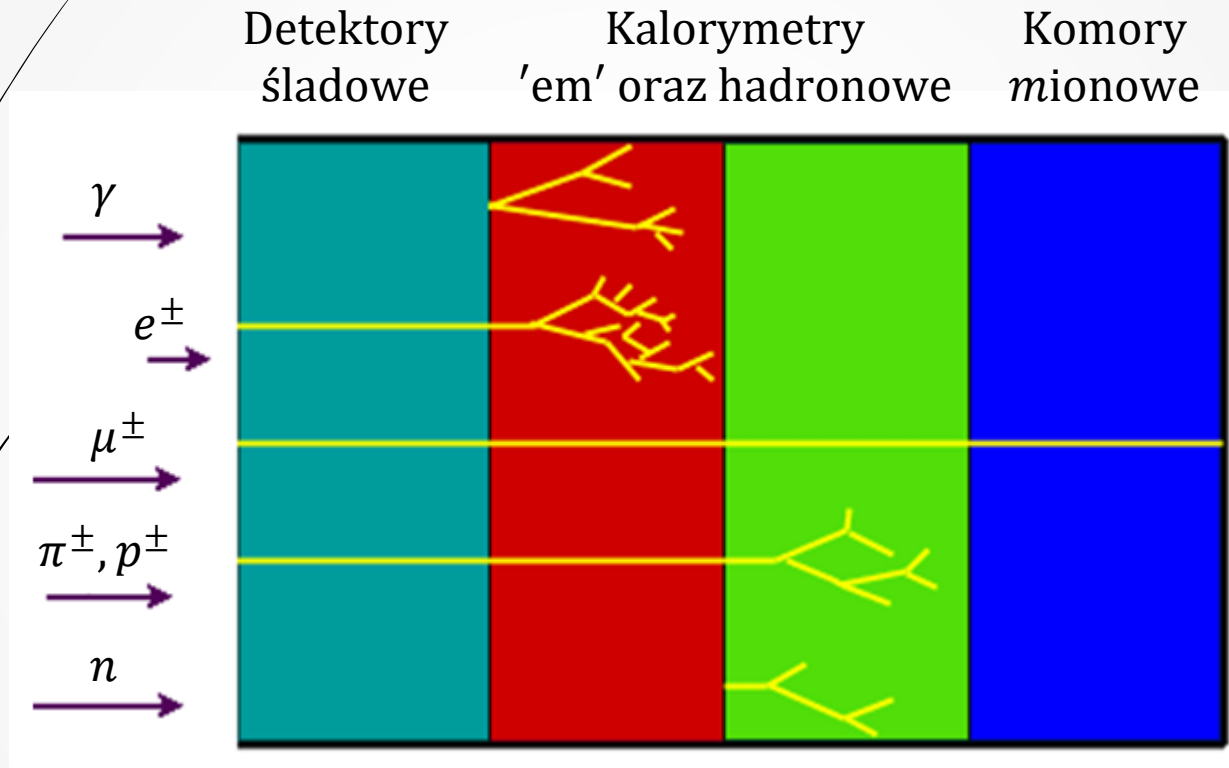 Detektory
śladowe
Kalorymetry
'em' oraz hadronowe
Komory
mionowe
γ
e±
μ±
π±, p±
n